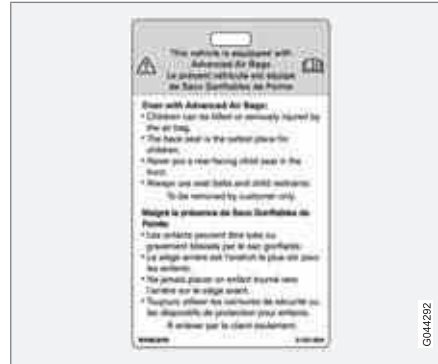 This vehicle is equipped with
Advanced Air Bags
Le présent véhicule est équipé
de Sacs Gonflables de Pointe
Even with Advanced Air Bags:
• Children can be killed or seriously injured by
the air bag.
• The back seat is the safest place for
children.
• Never put a rear-facing child seat in the
front.
• Always use seat belts and child restraints.
To be removed by customer only.
Malgré la présence de Sacs Gonflables de
Pointe:
• Les enfants peuvent être tués ou
gravement blessés par le sac gonflable.
• Le siège arrière est l'endroit le plus sûr pour
les enfants.
• Ne jamais placer un enfant tourné vers
l'arrière sur le siège avant.
• Toujours utiliser les ceintures de sécurité ou
les dispositifs de protection pour enfants.
À enlever par le client seulement.
G044292